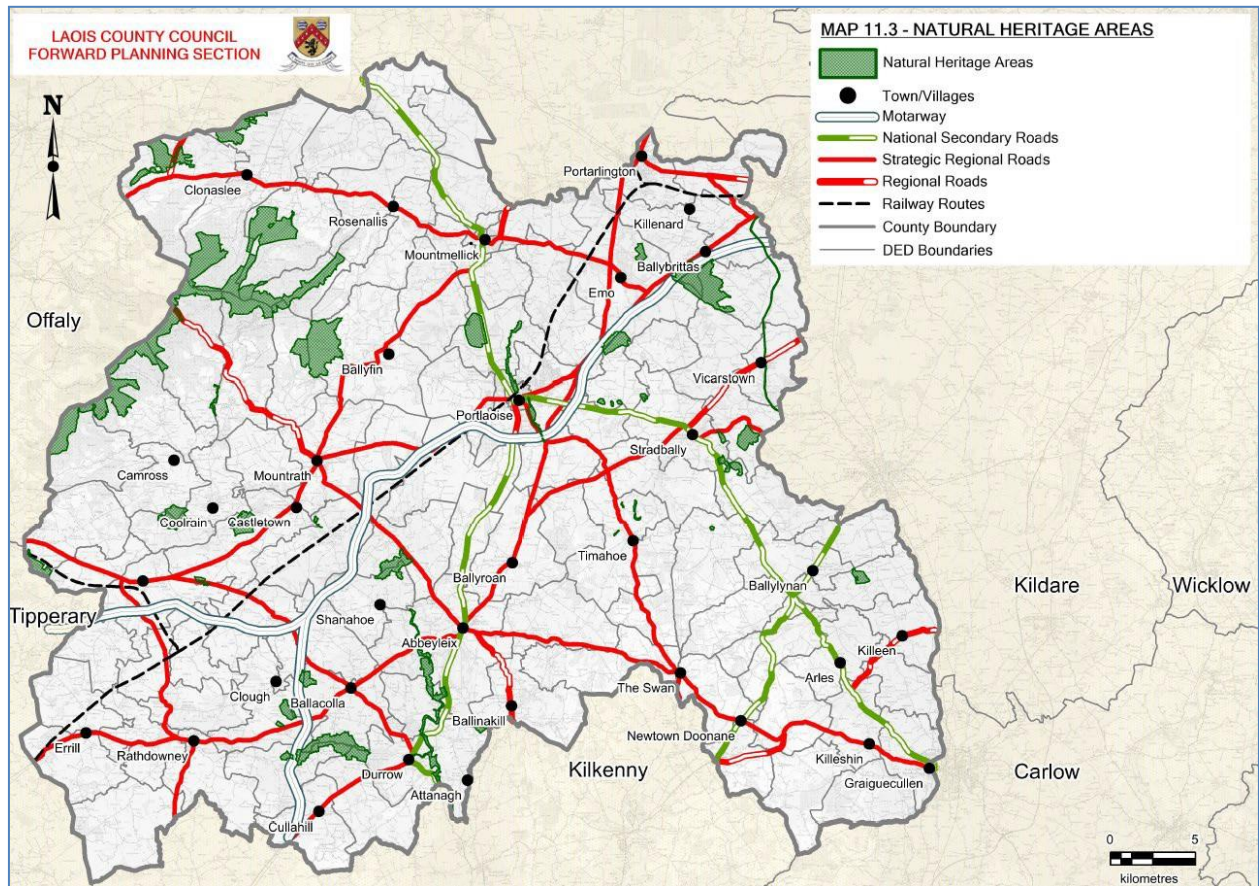 LAOIS COUNTY COUNCIL
FORWARD PLANNING SECTION
MAP 11.3 - NATURAL HERITAGE AREAS
Natural Heritage Areas
Town/Villages
Motarway
National Secondary Roads
Strategic Regional Roads
Regional Roads
Railway Routes
County Boundary
DED Boundaries
N
Portarlington
Clonaslee
Killenard
Rosenallis
Mountmellick
Ballybrittas
Emo
Offaly
Ballyfin
Vicarstown
Portlaoise
Stradbally
Camross
Mountrath
Coolrain
Castletown
Timahoe
Ballyroan
Ballylynan
Kildare
Wicklow
Tipperary
Shanahoe
Abbeyleix
Killeen
Arles
The Swan
Clough
Ballacolla
Ballinakill
Newtown Doonane
Errill
Rathdowney
Killeshin
Durrow
Kilkenny
Carlow
Graiguecullen
Attanagh
Cullahill
0 5
kilometres